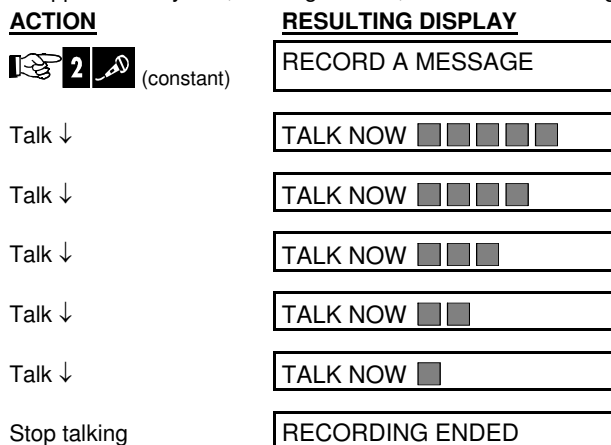 ACTION RESULTING DISPLAY
2 (constant) RECORD A MESSAGE
Talk ↓ TALK NOW ■ ■ ■ ■ ■
Talk ↓ TALK NOW ■ ■ ■ ■
Talk ↓ TALK NOW ■ ■ ■
Talk ↓ TALK NOW ■ ■
Talk ↓ TALK NOW ■
Stop talking RECORDING ENDED